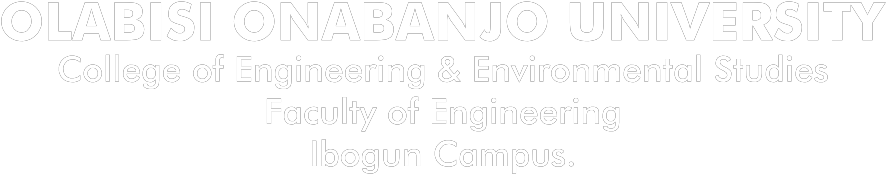 OLABISI ONABANJO UNIVERSITY
College of Engineering & Environmental Studies
Faculty of Engineering
Ibogun Campus.